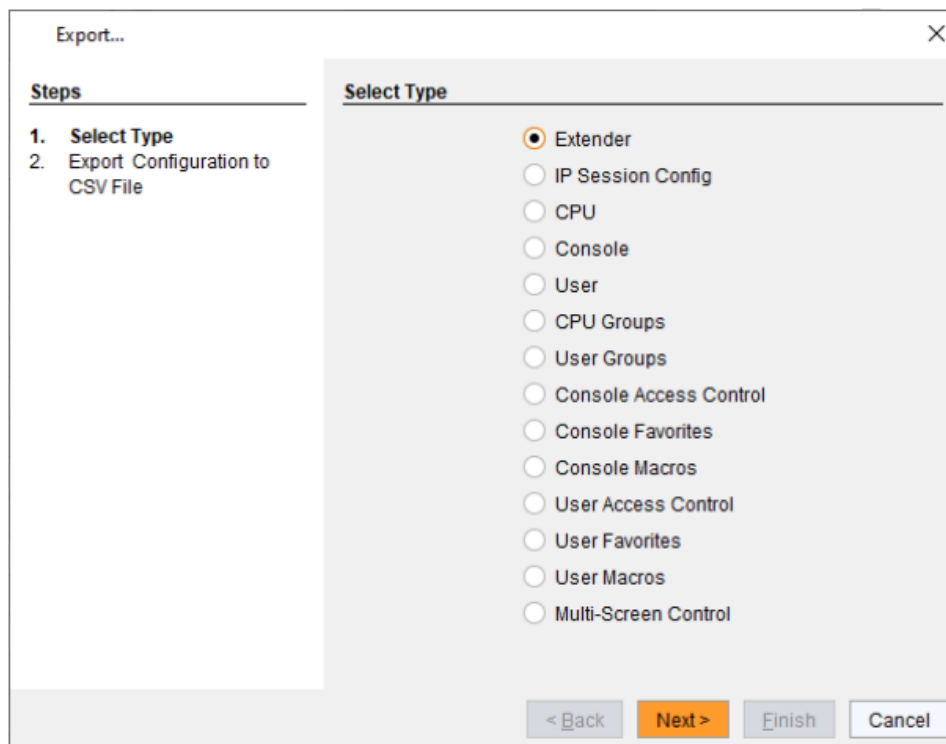 Export...
Steps
1. Select Type
2. Export Configuration to
CSV File
Select Type
Extender
IP Session Config
CPU
Console
User
CPU Groups
User Groups
Console Access Control
Console Favorites
Console Macros
User Access Control
User Favorites
User Macros
Multi-Screen Control
< Back Next > Finish Cancel